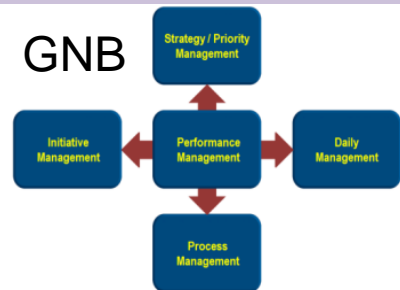 GNB
Strategy / Priority
Management
Initiative
Management
Performance
Management
Daily
Management
Process
Management